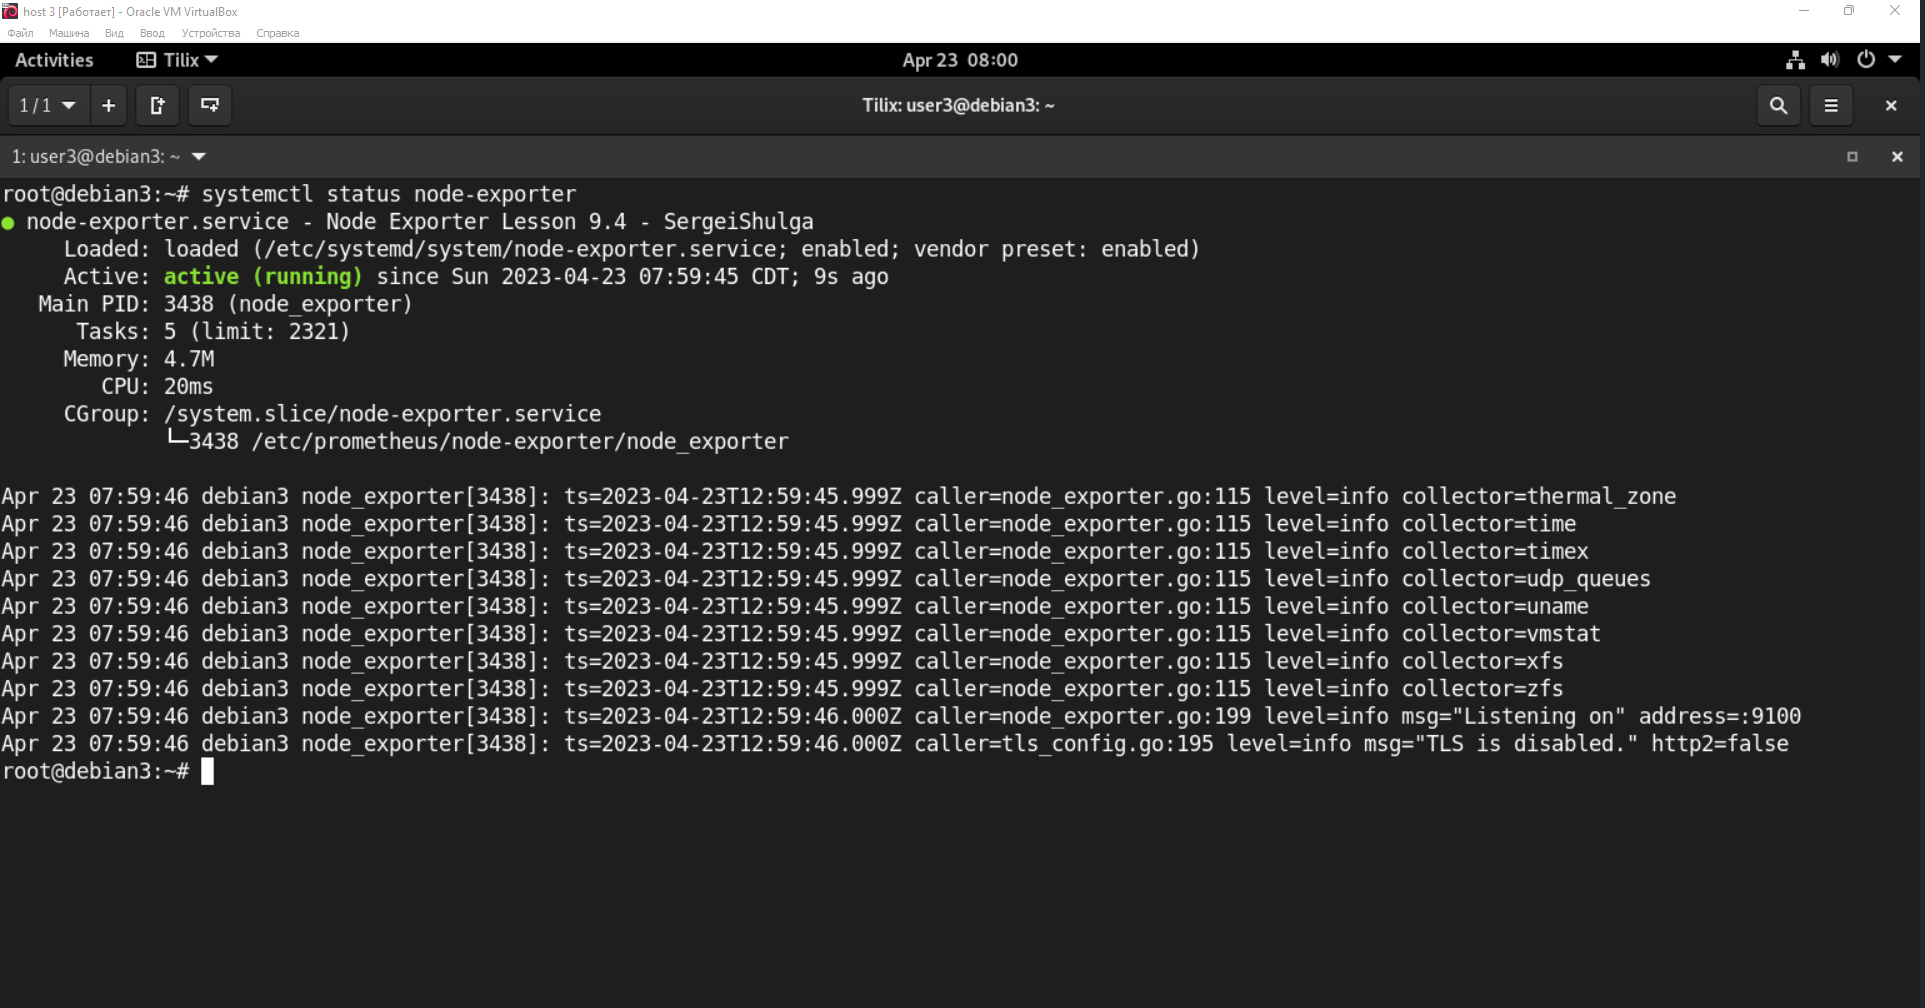 host 3 [Работает] - Oracle VM VirtualBox
Файл Машина Вид Ввод Устройства Справка
Activities Tilix Apr 23 08:00
1 / 1 Tilix: user3@debian3: ~
1: user3@debian3: ~
root@debian3:~# systemctl status node-exporter
● node-exporter.service - Node Exporter Lesson 9.4 - SergeiShulga
Loaded: loaded (/etc/systemd/system/node-exporter.service; enabled; vendor preset: enabled)
Active: active (running) since Sun 2023-04-23 07:59:45 CDT; 9s ago
Main PID: 3438 (node_exporter)
Tasks: 5 (limit: 2321)
Memory: 4.7M
CPU: 20ms
CGroup: /system.slice/node-exporter.service
└─3438 /etc/prometheus/node-exporter/node_exporter
Apr 23 07:59:46 debian3 node_exporter[3438]: ts=2023-04-23T12:59:45.999Z caller=node_exporter.go:115 level=info collector=thermal_zone
Apr 23 07:59:46 debian3 node_exporter[3438]: ts=2023-04-23T12:59:45.999Z caller=node_exporter.go:115 level=info collector=time
Apr 23 07:59:46 debian3 node_exporter[3438]: ts=2023-04-23T12:59:45.999Z caller=node_exporter.go:115 level=info collector=timex
Apr 23 07:59:46 debian3 node_exporter[3438]: ts=2023-04-23T12:59:45.999Z caller=node_exporter.go:115 level=info collector=udp_queues
Apr 23 07:59:46 debian3 node_exporter[3438]: ts=2023-04-23T12:59:45.999Z caller=node_exporter.go:115 level=info collector=uname
Apr 23 07:59:46 debian3 node_exporter[3438]: ts=2023-04-23T12:59:45.999Z caller=node_exporter.go:115 level=info collector=vmstat
Apr 23 07:59:46 debian3 node_exporter[3438]: ts=2023-04-23T12:59:45.999Z caller=node_exporter.go:115 level=info collector=xfs
Apr 23 07:59:46 debian3 node_exporter[3438]: ts=2023-04-23T12:59:45.999Z caller=node_exporter.go:115 level=info collector=zfs
Apr 23 07:59:46 debian3 node_exporter[3438]: ts=2023-04-23T12:59:46.000Z caller=node_exporter.go:199 level=info msg="Listening on" address=:9100
Apr 23 07:59:46 debian3 node_exporter[3438]: ts=2023-04-23T12:59:46.000Z caller=tls_config.go:195 level=info msg="TLS is disabled." http2=false
root@debian3:~#